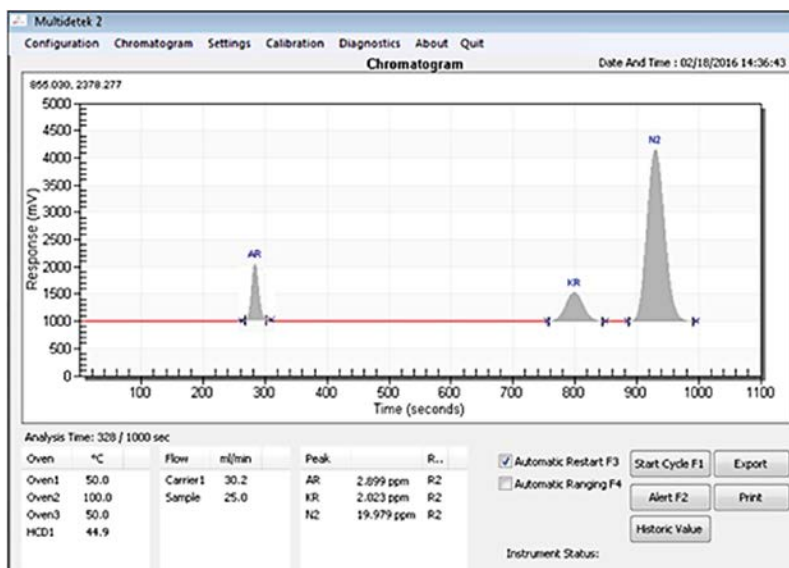 Multidetek 2
Configuration Chromatogram Settings Calibration Diagnostics About Quit
Chromatogram
Date And Time : 02/18/2016 14:36:43
855.030, 2378.277
Response (mV)
5000
4500
4000
3500
3000
2500
2000
1500
1000
500
0
AR
KR
N2
100 200 300 400 500 600 700 800 900 1000 1100
Time (seconds)
Analysis Time: 328 / 1000 sec
Oven °C
Oven1 50.0
Oven2 100.0
Oven3 50.0
HCD1 44.9
Flow ml/min
Carrier1 30.2
Sample 25.0
Peak R..
AR 2.899 ppm R2
KR 2.023 ppm R2
N2 19.979 ppm R2
Automatic Restart F3
Automatic Ranging F4
Start Cycle F1
Export
Alert F2
Print
Historic Value
Instrument Status: